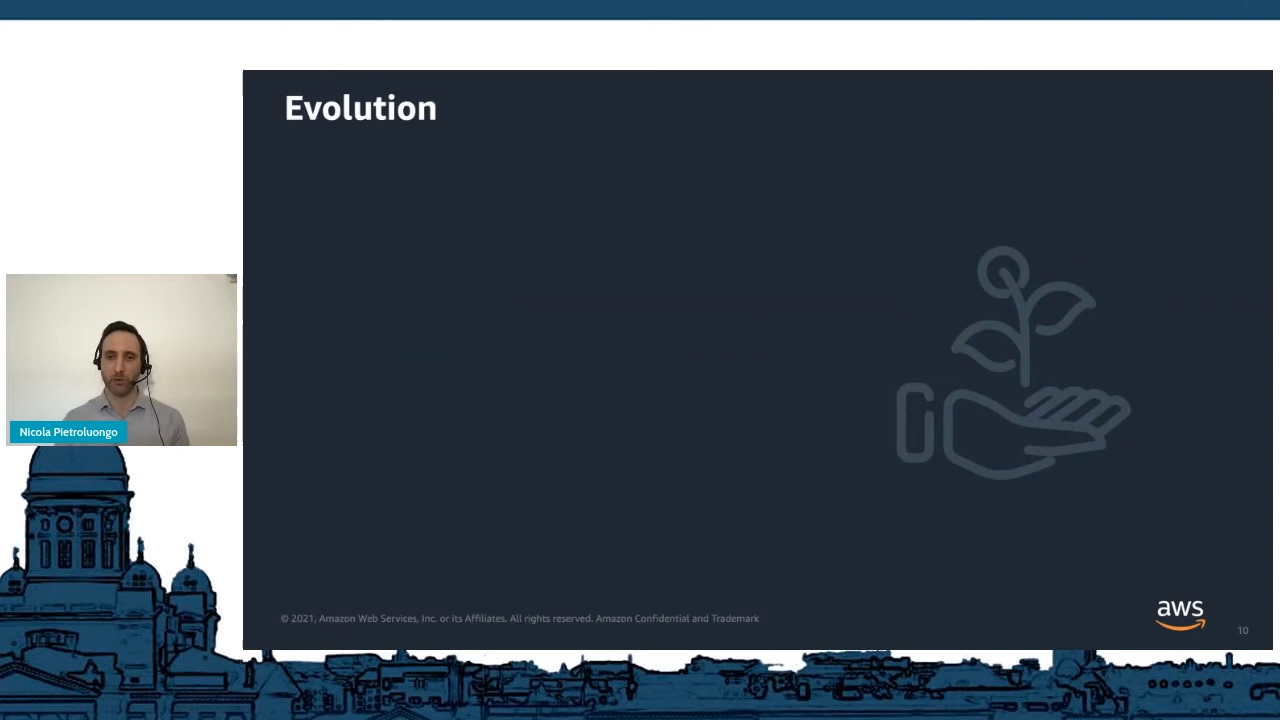 Evolution
Nicola Pietroluongo
© 2021, Amazon Web Services, Inc. or its Affiliates. All rights reserved. Amazon Confidential and Trademark
aws
10